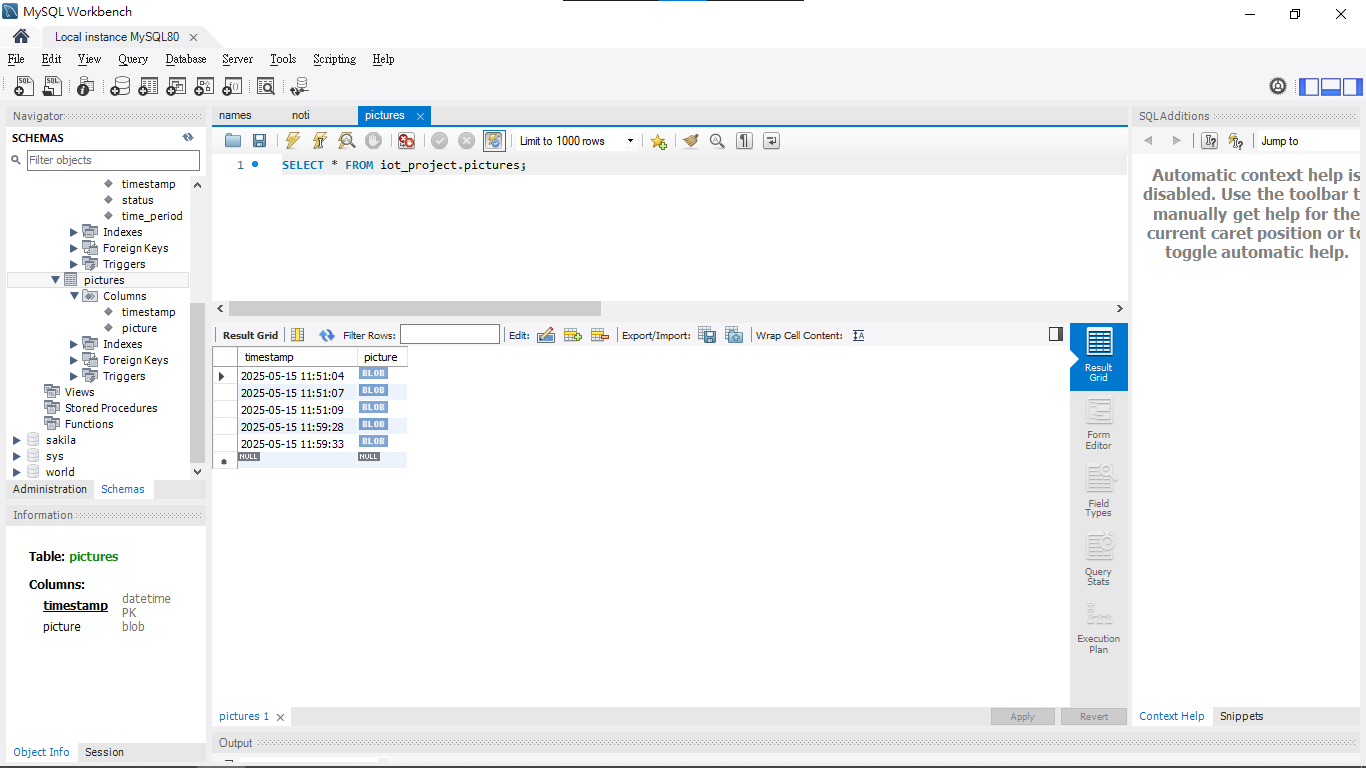 MySQL Workbench
Local instance MySQL80
File Edit View Query Database Server Tools Scripting Help
Navigator
SCHEMAS
Filter objects
timestamp
status
time_period
Indexes
Foreign Keys
Triggers
pictures
Columns
timestamp
picture
Indexes
Foreign Keys
Triggers
Views
Stored Procedures
Functions
sakila
sys
world
Administration Schemas
Information
Table: pictures
Columns:
timestamp datetime
PK
picture blob
Object Info Session
names noti pictures
Limit to 1000 rows
1 SELECT * FROM iot_project.pictures;
Result Grid Filter Rows: Edit: Export/Import: Wrap Cell Content:
timestamp picture
2025-05-15 11:51:04 BLOB
2025-05-15 11:51:07 BLOB
2025-05-15 11:51:09 BLOB
2025-05-15 11:59:28 BLOB
2025-05-15 11:59:33 BLOB
NULL NULL
Result
Grid
Form
Editor
Field
Types
Query
Stats
Execution
Plan
pictures 1 Apply Revert
Output
SQLAdditions
Jump to
Automatic context help is
disabled. Use the toolbar t
manually get help for the
current caret position or to
toggle automatic help.
Context Help Snippets